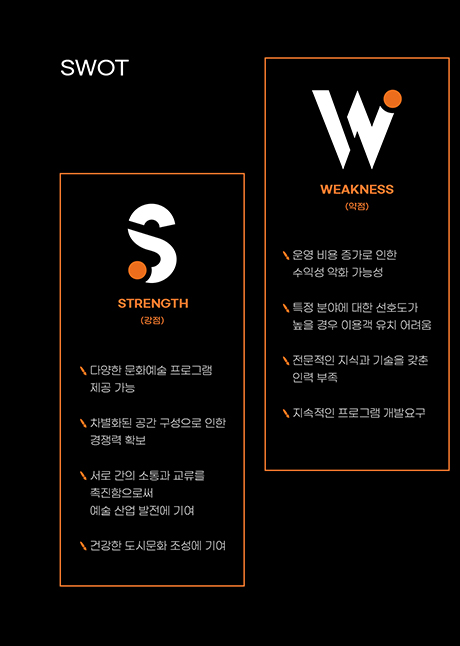 SWOT
S
STRENGTH
(강점)
다양한 문화예술 프로그램
제공 가능
차별화된 공간 구성으로 인한
경쟁력 확보
서로 간의 소통과 교류를
촉진함으로써
예술 산업 발전에 기여
건강한 도시문화 조성에 기여
W
WEAKNESS
(약점)
운영 비용 증가로 인한
수익성 악화 가능성
특정 분야에 대한 선호도가
높을 경우 이용객 유치 어려움
전문적인 지식과 기술을 갖춘
인력 부족
지속적인 프로그램 개발요구